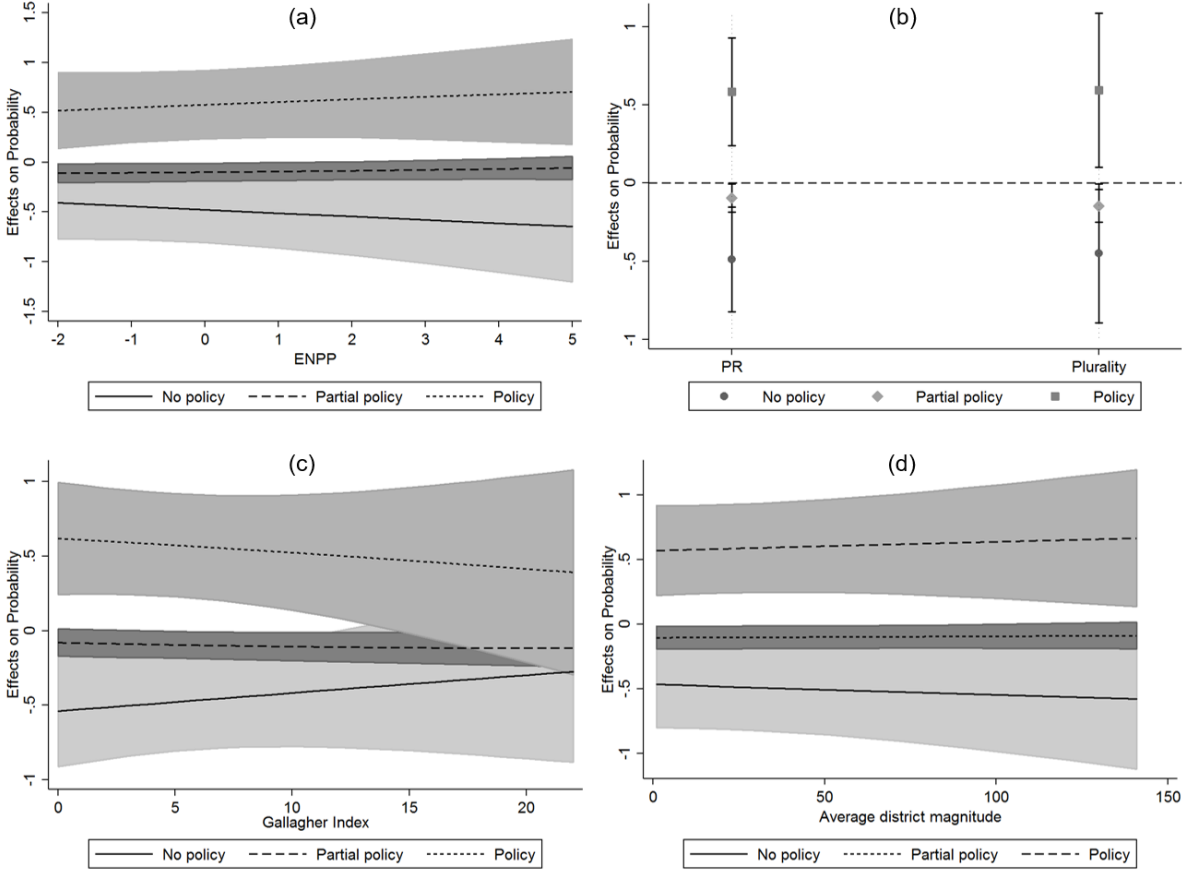 (a)
Effects on Probability
1.5
1
.5
0
-.5
-1
-1.5
-2 -1 0 1 2 3 4 5
ENPP
No policy Partial policy Policy
(b)
Effects on Probability
1
.5
0
-.5
-1
PR Plurality
No policy Partial policy Policy
(c)
Effects on Probability
1
.5
0
-.5
-1
0 5 10 15 20
Gallagher Index
No policy Partial policy Policy
(d)
Effects on Probability
1
.5
0
-.5
-1
0 50 100 150
Average district magnitude
No policy Partial policy Policy